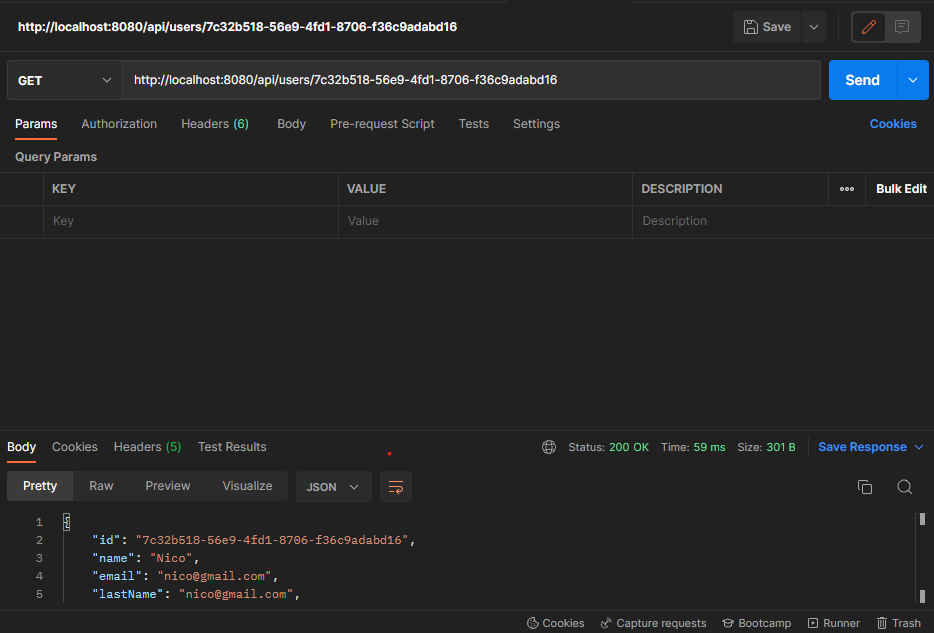 http://localhost:8080/api/users/7c32b518-56e9-4fd1-8706-f36c9adabd16 Save
GET http://localhost:8080/api/users/7c32b518-56e9-4fd1-8706-f36c9adabd16 Send
Params Authorization Headers (6) Body Pre-request Script Tests Settings Cookies
Query Params
KEY VALUE DESCRIPTION Bulk Edit
Key Value Description
Body Cookies Headers (5) Test Results Status: 200 OK Time: 59 ms Size: 301 B Save Response
Pretty Raw Preview Visualize JSON
1 {
2 "id": "7c32b518-56e9-4fd1-8706-f36c9adabd16",
3 "name": "Nico",
4 "email": "nico@gmail.com",
5 "lastName": "nico@gmail.com",
Cookies Capture requests Bootcamp Runner Trash